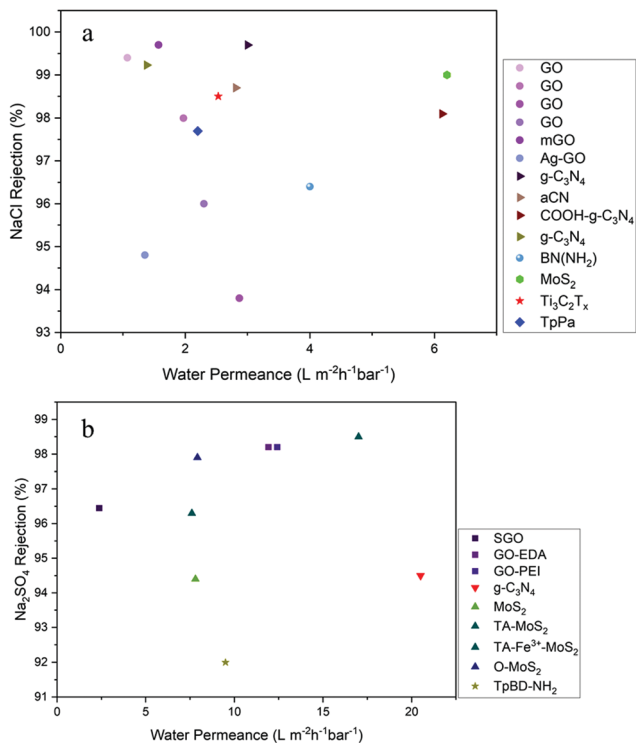 a
100
99
98
97
96
95
94
93
NaCl Rejection (%)
0 2 4 6
Water Permeance (L m⁻²h⁻¹bar⁻¹)
GO
GO
GO
GO
mGO
Ag-GO
g-C₃N₄
aCN
COOH-g-C₃N₄
g-C₃N₄
BN(NH₂)
MoS₂
Ti₃C₂Tₓ
TpPa
b
99
98
97
96
95
94
93
92
91
Na₂SO₄ Rejection (%)
0 5 10 15 20
Water Permeance (L m⁻²h⁻¹bar⁻¹)
SGO
GO-EDA
GO-PEI
g-C₃N₄
MoS₂
TA-MoS₂
TA-Fe³⁺-MoS₂
O-MoS₂
TpBD-NH₂